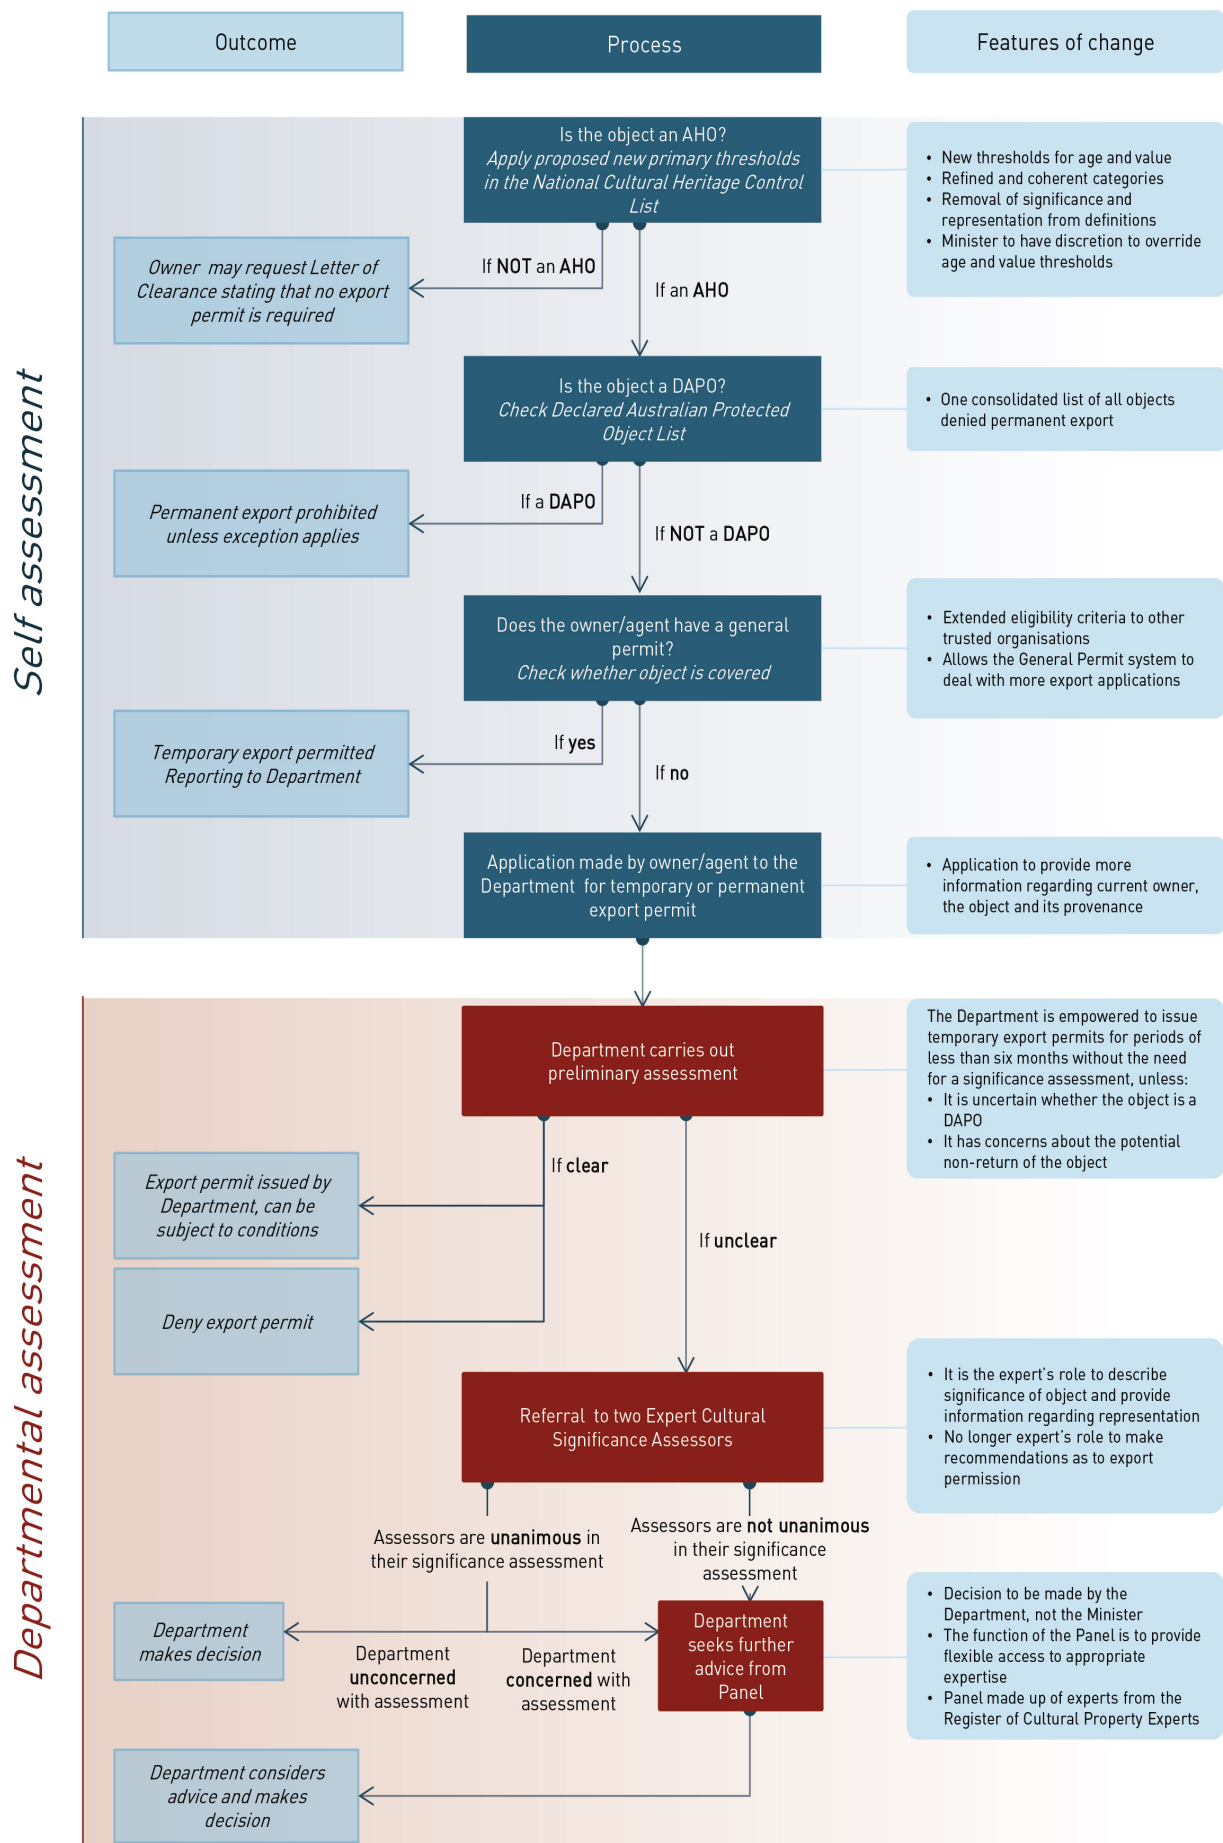 Outcome
Process
Features of change
Self assessment
Is the object an AHO?
Apply proposed new primary thresholds
in the National Cultural Heritage Control
List
• New thresholds for age and value
• Refined and coherent categories
• Removal of significance and
representation from definitions
• Minister to have discretion to override
age and value thresholds
If NOT an AHO
If an AHO
Owner may request Letter of
Clearance stating that no export
permit is required
Is the object a DAPO?
Check Declared Australian Protected
Object List
• One consolidated list of all objects
denied permanent export
If a DAPO
If NOT a DAPO
Permanent export prohibited
unless exception applies
Does the owner/agent have a general
permit?
Check whether object is covered
• Extended eligibility criteria to other
trusted organisations
• Allows the General Permit system to
deal with more export applications
If yes
If no
Temporary export permitted
Reporting to Department
Application made by owner/agent to the
Department for temporary or permanent
export permit
• Application to provide more
information regarding current owner,
the object and its provenance
Departmental assessment
Department carries out
preliminary assessment
The Department is empowered to issue
temporary export permits for periods of
less than six months without the need
for a significance assessment, unless:
• It is uncertain whether the object is a
DAPO
• It has concerns about the potential
non-return of the object
If clear
If unclear
Export permit issued by
Department, can be
subject to conditions
Deny export permit
Referral to two Expert Cultural
Significance Assessors
• It is the expert's role to describe
significance of object and provide
information regarding representation
• No longer expert's role to make
recommendations as to export
permission
Assessors are unanimous in
their significance assessment
Assessors are not unanimous
in their significance
assessment
Department
makes decision
Department
unconcerned
with assessment
Department
concerned with
assessment
Department
seeks further
advice from
Panel
• Decision to be made by the
Department, not the Minister
• The function of the Panel is to provide
flexible access to appropriate
expertise
• Panel made up of experts from the
Register of Cultural Property Experts
Department considers
advice and makes
decision